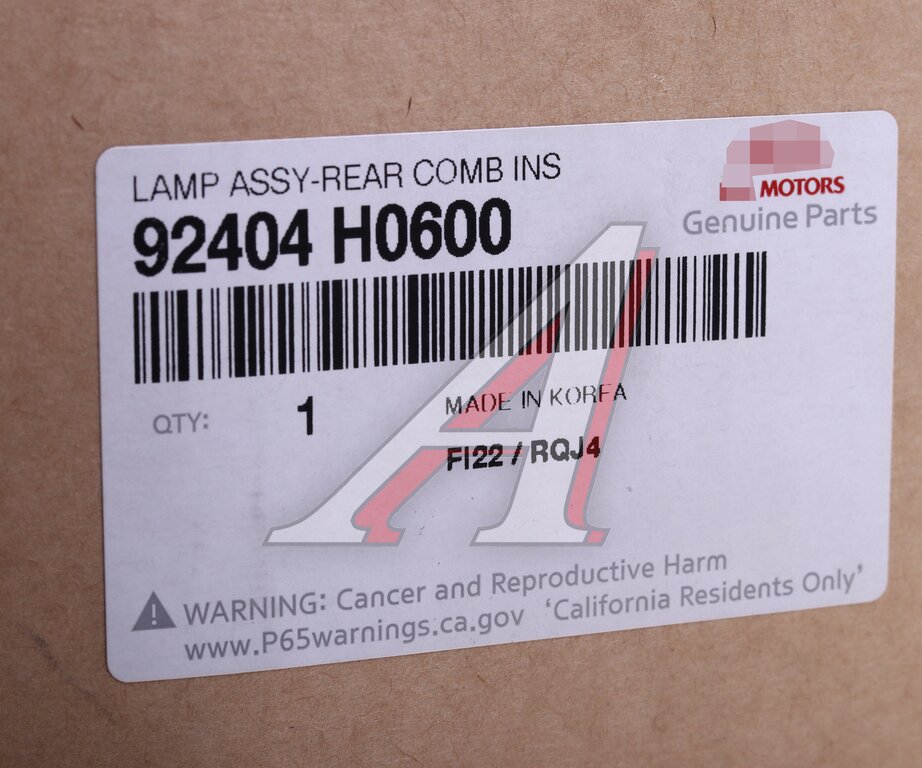 LAMP ASSY-REAR COMB INS
92404 H0600
MOTORS
Genuine Parts
QTY: 1
MADE IN KOREA
FI22 / RQJ4
WARNING: Cancer and Reproductive Harm
www.P65warnings.ca.gov 'California Residents Only'